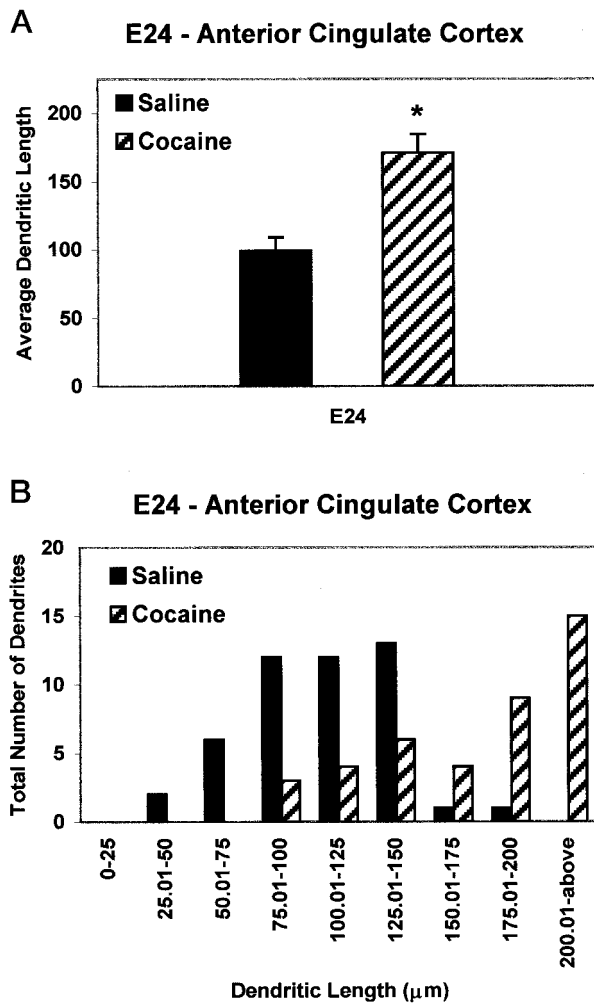 A
E24 - Anterior Cingulate Cortex
Average Dendritic Length
200
150
100
50
0
Saline
Cocaine
*
E24
B
E24 - Anterior Cingulate Cortex
Total Number of Dendrites
20
15
10
5
0
Saline
Cocaine
0-25
25.01-50
50.01-75
75.01-100
100.01-125
125.01-150
150.01-175
175.01-200
200.01-above
Dendritic Length (μm)